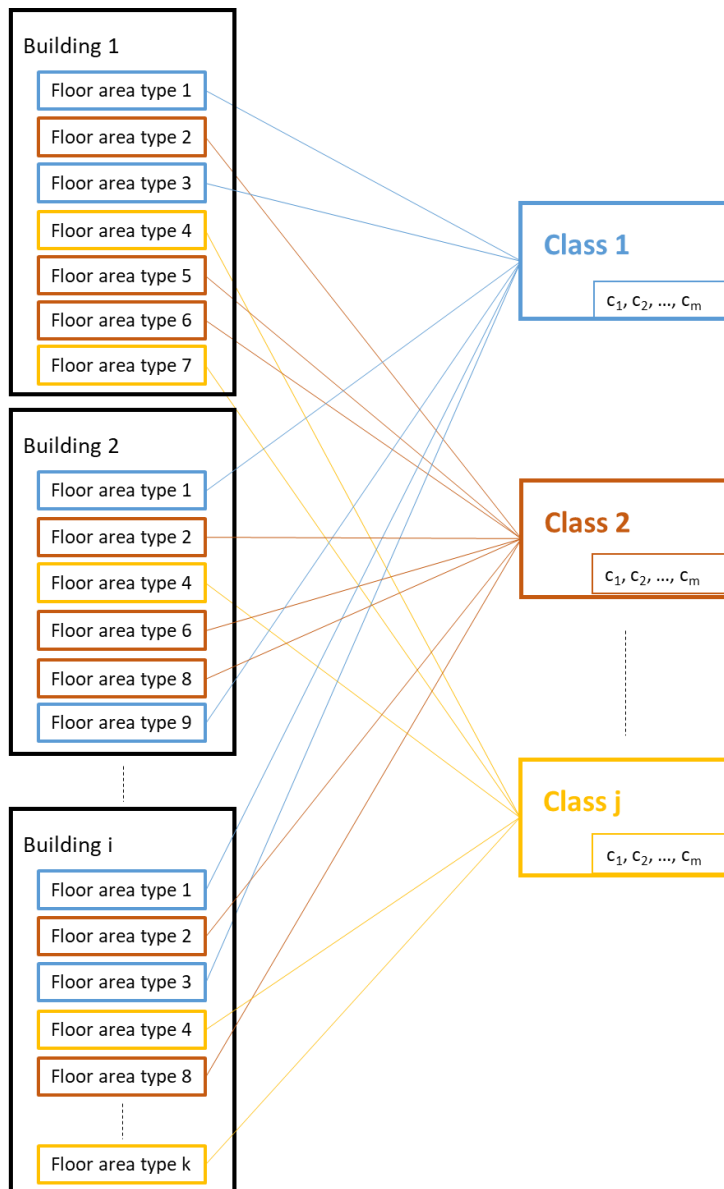 Building 1
Floor area type 1
Floor area type 2
Floor area type 3
Floor area type 4
Floor area type 5
Floor area type 6
Floor area type 7
Building 2
Floor area type 1
Floor area type 2
Floor area type 4
Floor area type 6
Floor area type 8
Floor area type 9
Building i
Floor area type 1
Floor area type 2
Floor area type 3
Floor area type 4
Floor area type 8
Floor area type k
Class 1
c₁, c₂, ..., cₘ
Class 2
c₁, c₂, ..., cₘ
Class j
c₁, c₂, ..., cₘ